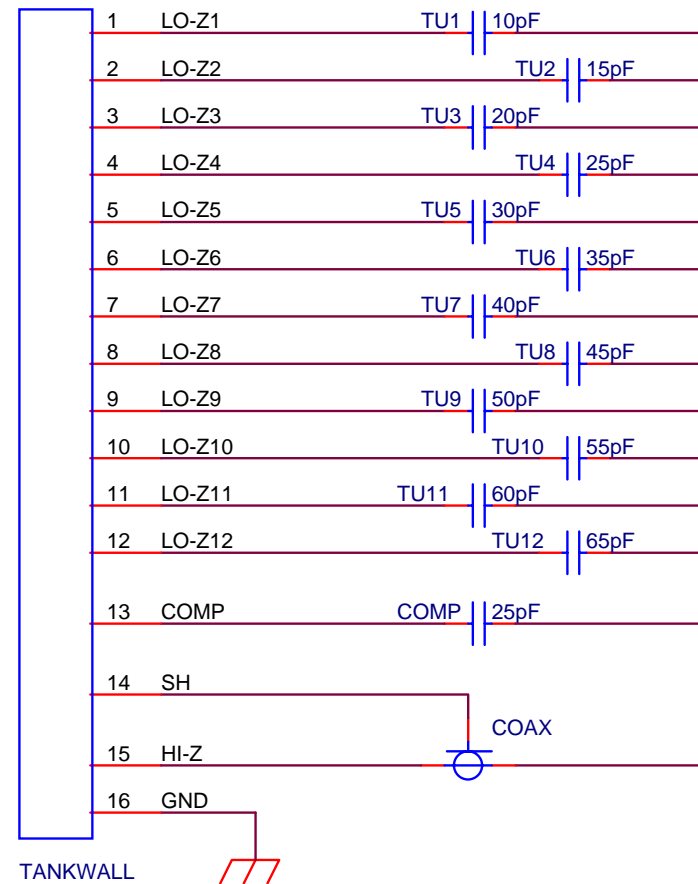 1 LO-Z1 TU1 10pF
2 LO-Z2 TU2 15pF
3 LO-Z3 TU3 20pF
4 LO-Z4 TU4 25pF
5 LO-Z5 TU5 30pF
6 LO-Z6 TU6 35pF
7 LO-Z7 TU7 40pF
8 LO-Z8 TU8 45pF
9 LO-Z9 TU9 50pF
10 LO-Z10 TU10 55pF
11 LO-Z11 TU11 60pF
12 LO-Z12 TU12 65pF
13 COMP COMP 25pF
14 SH
COAX
15 HI-Z
16 GND
TANKWALL